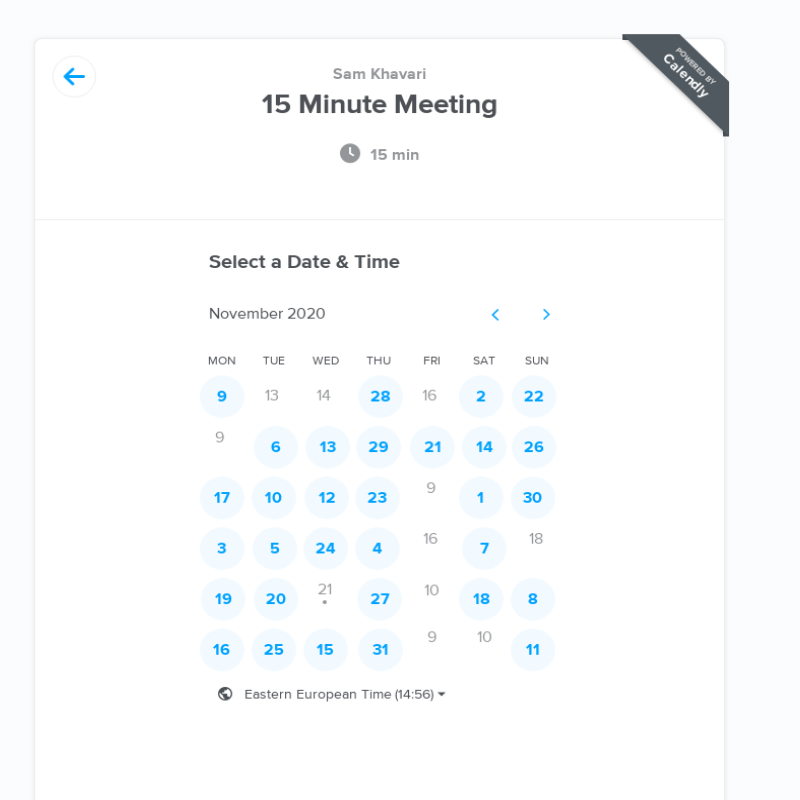 POWERED BY
Calendly
Sam Khavari
15 Minute Meeting
15 min
Select a Date & Time
November 2020
MON TUE WED THU FRI SAT SUN
9 13 14 28 16 2 22
9 6 13 29 21 14 26
17 10 12 23 9 1 30
3 5 24 4 16 7 18
19 20 21 27 10 18 8
16 25 15 31 9 10 11
Eastern European Time (14:56)